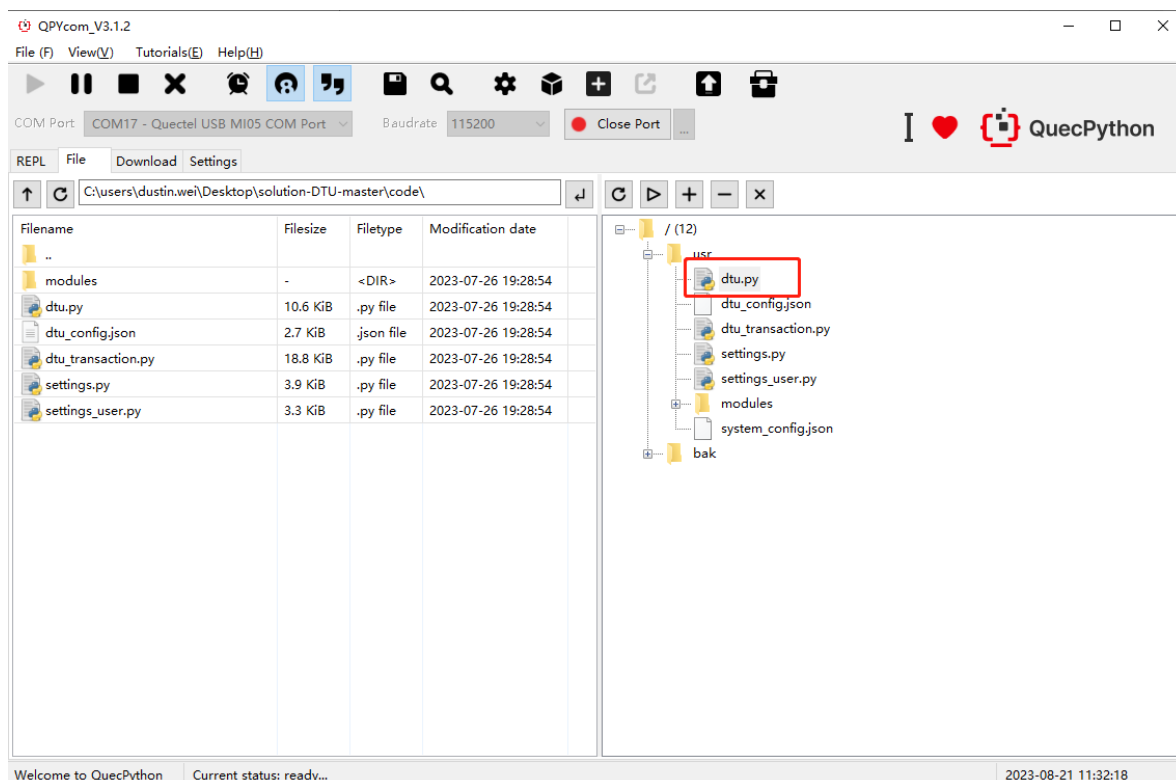 QPYcom_V3.1.2
File (F) View(V) Tutorials(E) Help(H)
COM Port COM17 - Quectel USB MI05 COM Port Baudrate 115200 Close Port ... I QuecPython
REPL File Download Settings
C:\users\dustin.wei\Desktop\solution-DTU-master\code\
Filename Filesize Filetype Modification date
..
modules - <DIR> 2023-07-26 19:28:54
dtu.py 10.6 KiB .py file 2023-07-26 19:28:54
dtu_config.json 2.7 KiB .json file 2023-07-26 19:28:54
dtu_transaction.py 18.8 KiB .py file 2023-07-26 19:28:54
settings.py 3.9 KiB .py file 2023-07-26 19:28:54
settings_user.py 3.3 KiB .py file 2023-07-26 19:28:54
/ (12)
usr
dtu.py
dtu_config.json
dtu_transaction.py
settings.py
settings_user.py
modules
system_config.json
bak
Welcome to QuecPython Current status: ready... 2023-08-21 11:32:18